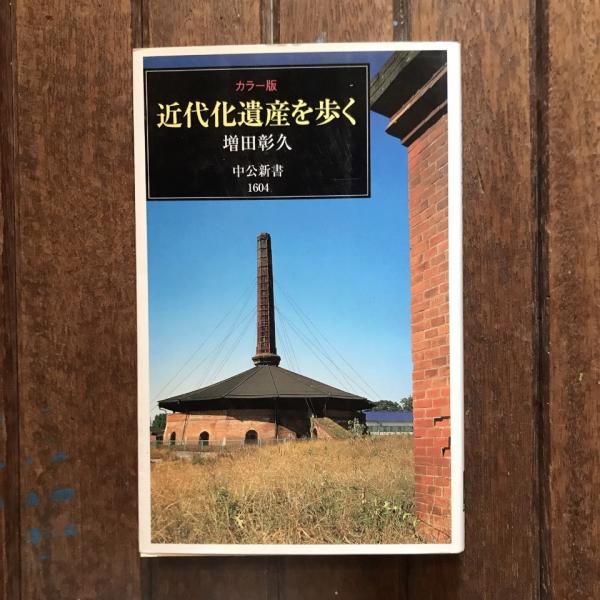 カラー版
近代化遺産を歩く
増田彰久
中公新書
1604